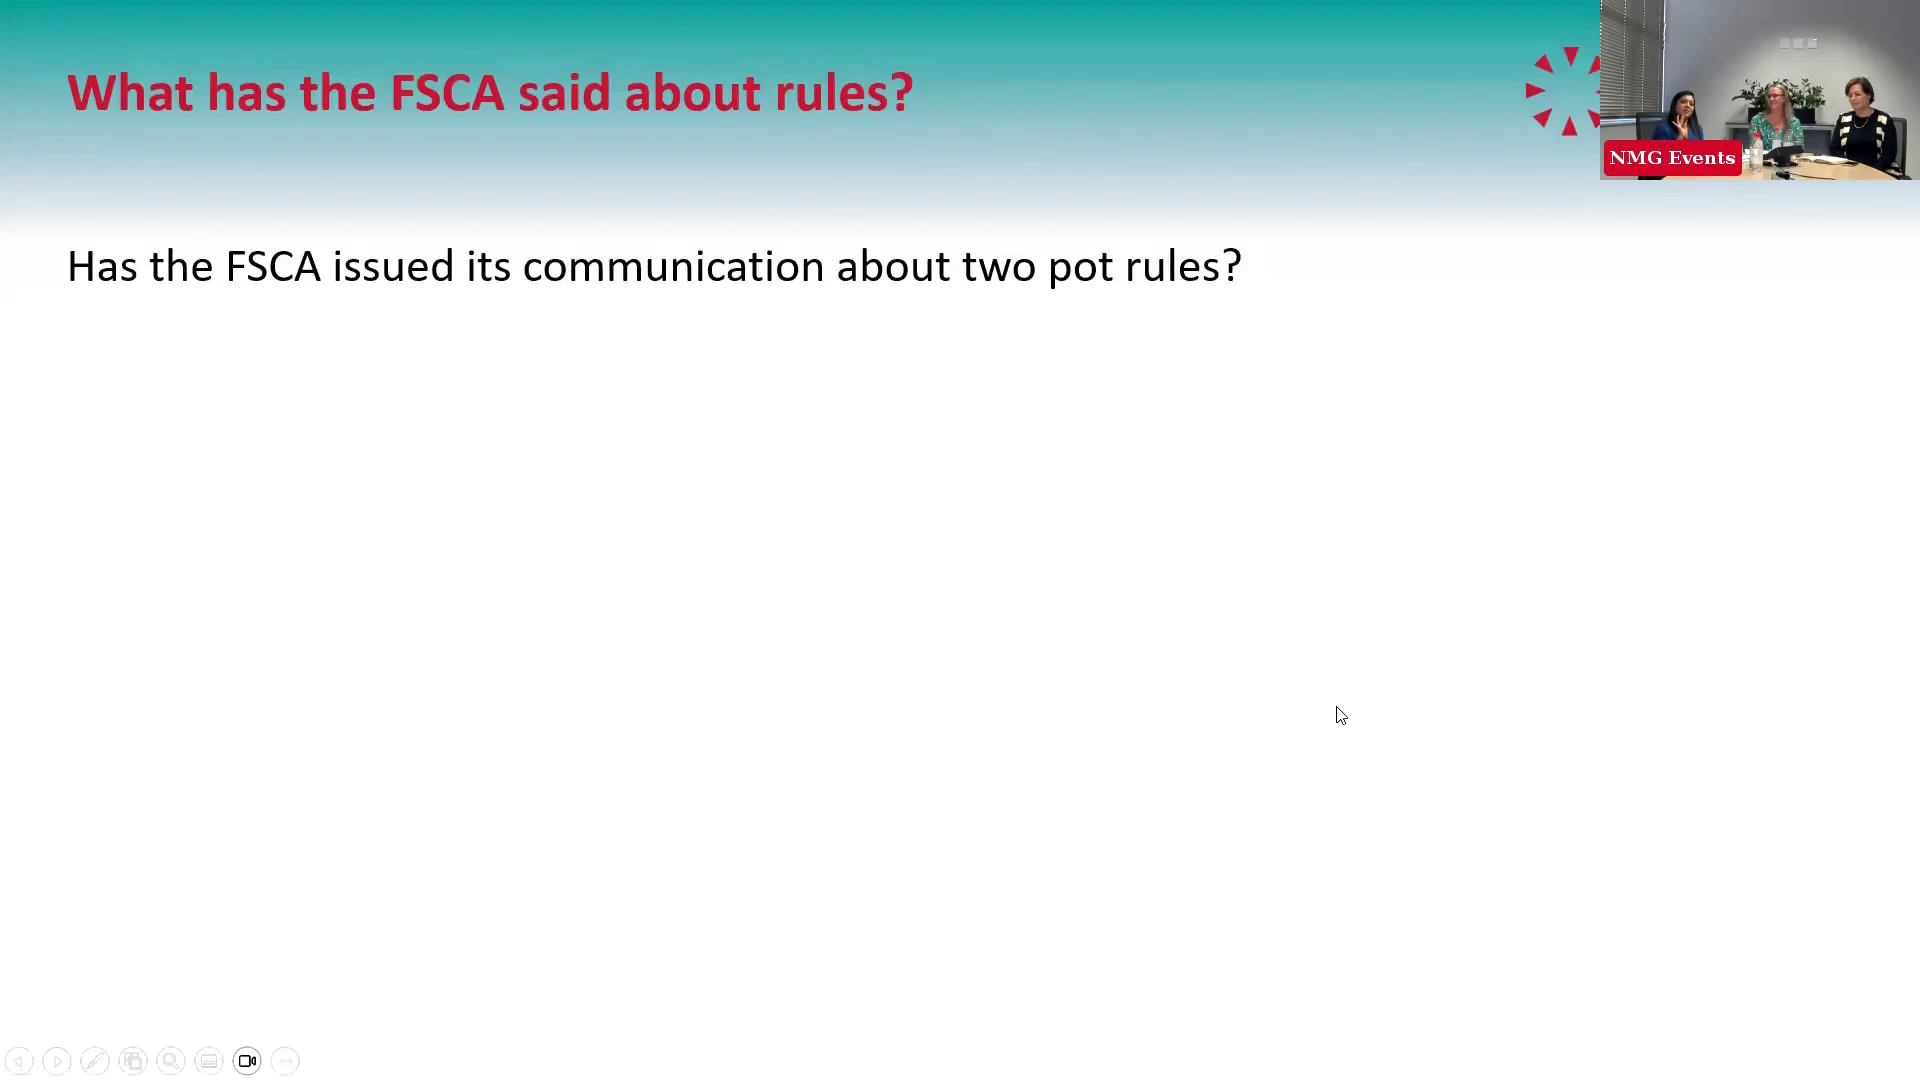 What has the FSCA said about rules?
NMG Events
Has the FSCA issued its communication about two pot rules?